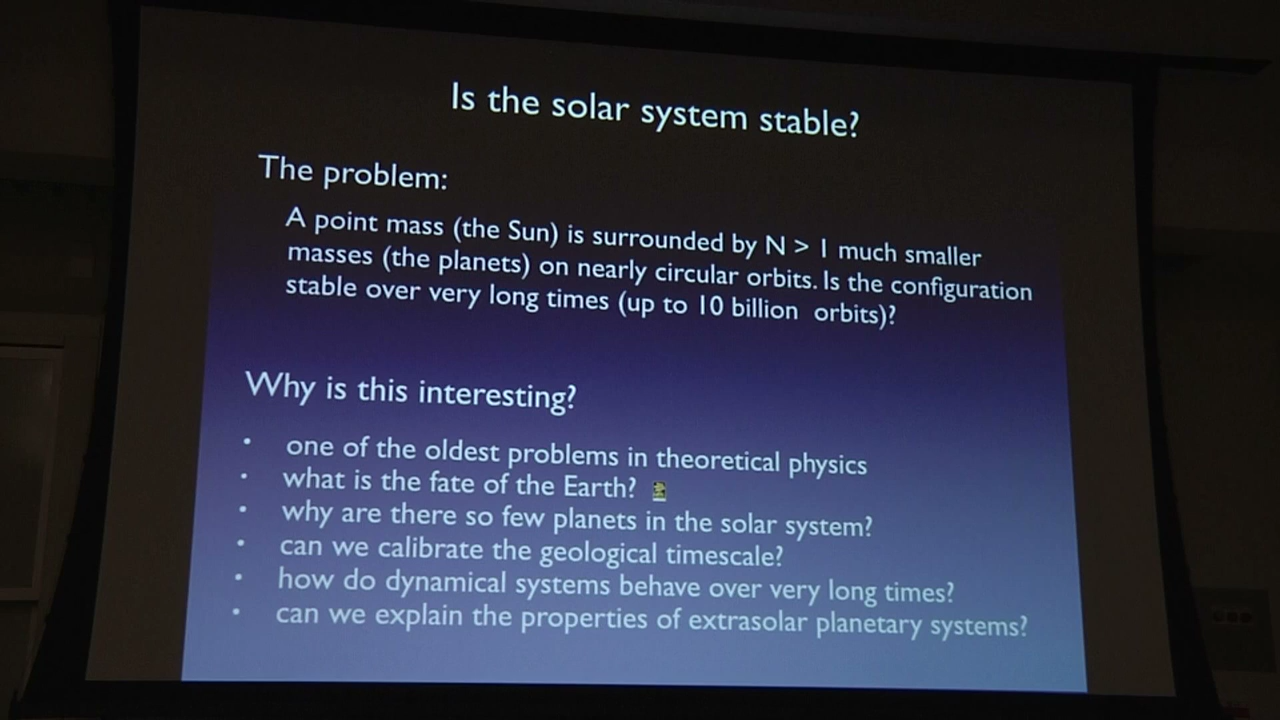 Is the solar system stable?
The problem:
A point mass (the Sun) is surrounded by N > 1 much smaller
masses (the planets) on nearly circular orbits. Is the configuration
stable over very long times (up to 10 billion orbits)?
Why is this interesting?
• one of the oldest problems in theoretical physics
• what is the fate of the Earth?
• why are there so few planets in the solar system?
• can we calibrate the geological timescale?
• how do dynamical systems behave over very long times?
• can we explain the properties of extrasolar planetary systems?